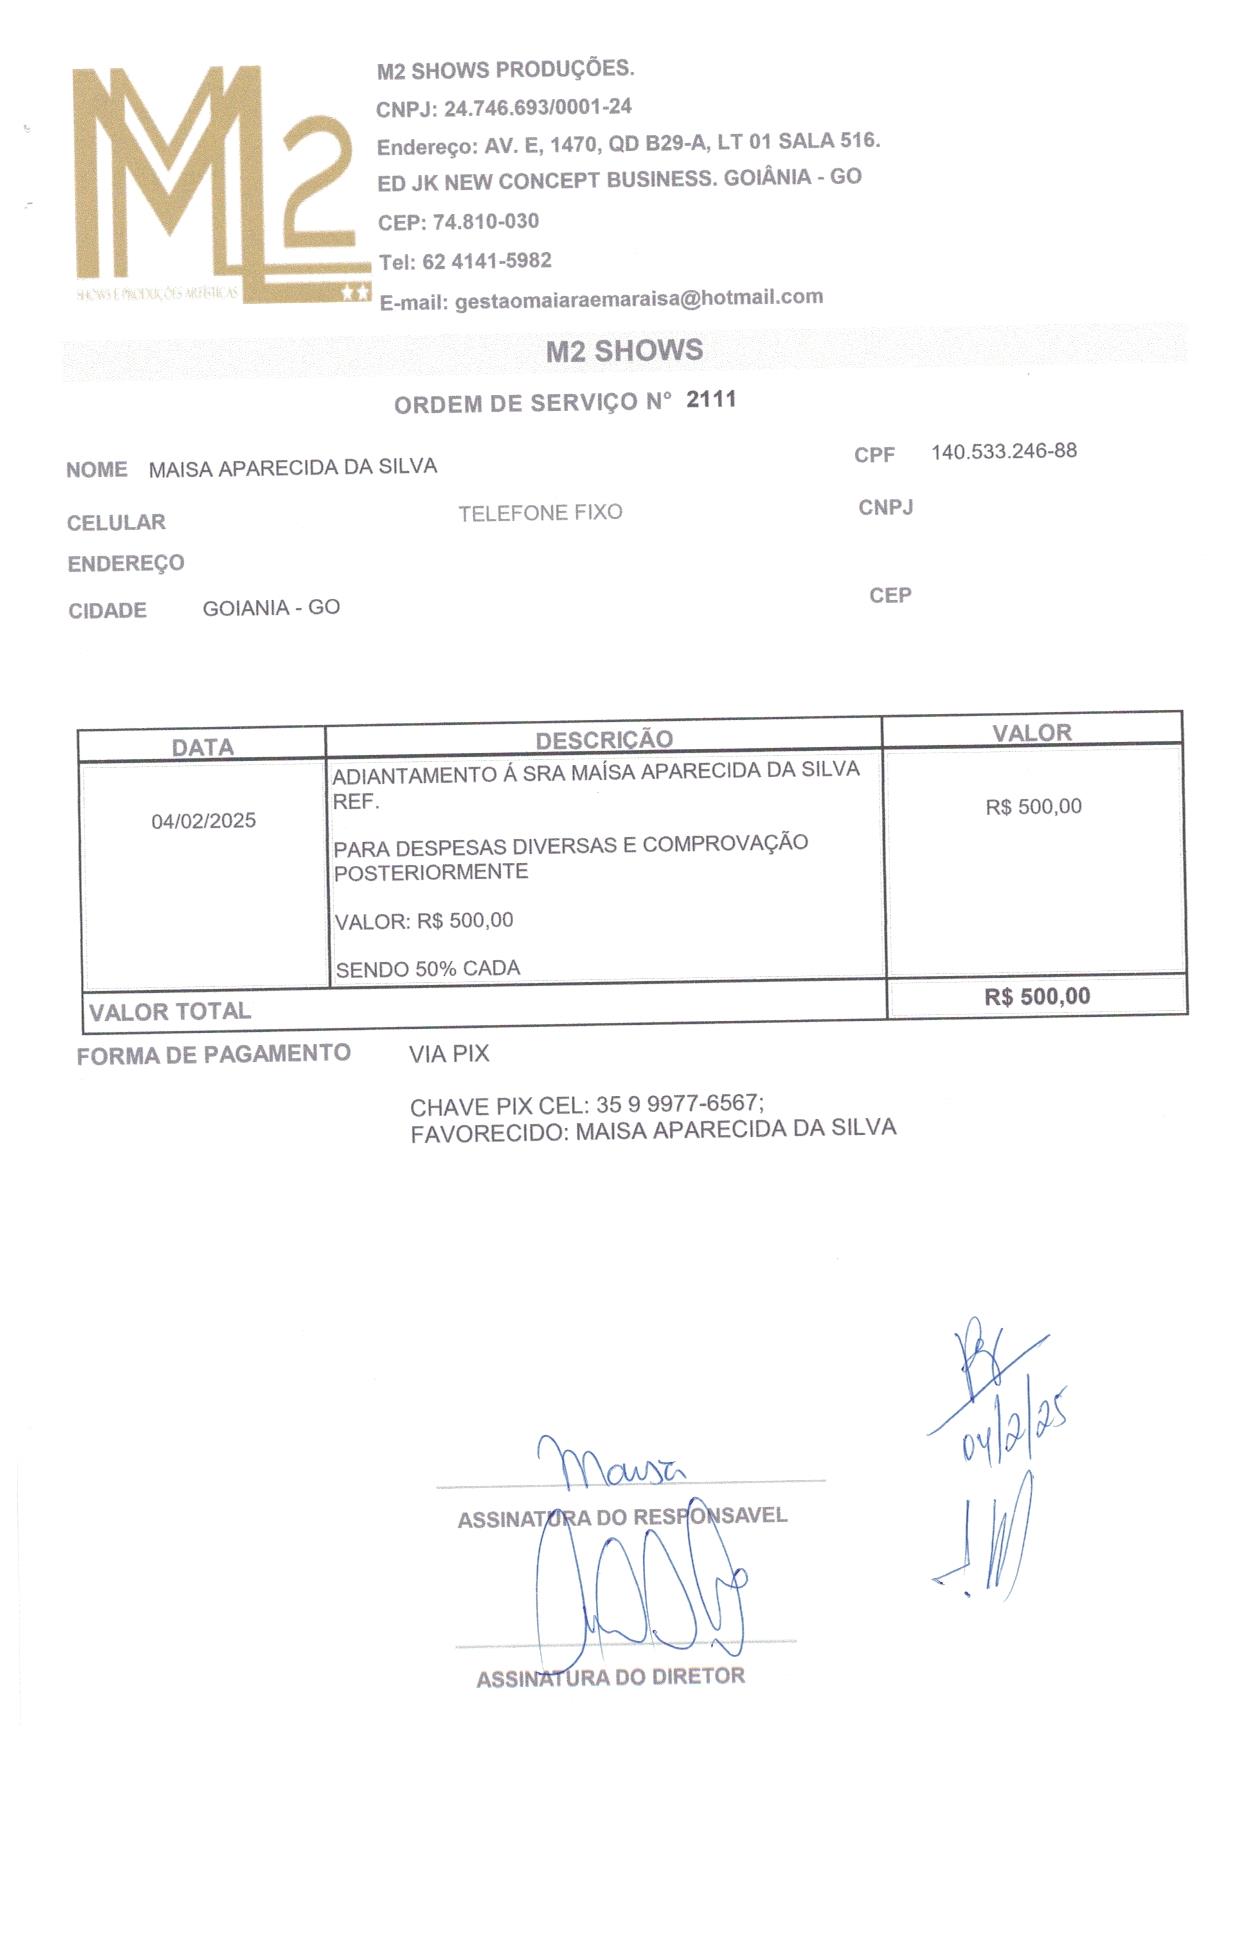 M2 SHOWS PRODUÇÕES.
CNPJ: 24.746.693/0001-24
Endereço: AV. E, 1470, QD B29-A, LT 01 SALA 516.
ED JK NEW CONCEPT BUSINESS. GOIÂNIA - GO
CEP: 74.810-030
Tel: 62 4141-5982
E-mail: gestaomaiaraemaraisa@hotmail.com
M2
SHOWS E PRODUÇÕES ARTÍSTICAS
M2 SHOWS
ORDEM DE SERVIÇO N° 2111
NOME MAISA APARECIDA DA SILVA CPF 140.533.246-88
CELULAR TELEFONE FIXO CNPJ
ENDEREÇO
CIDADE GOIANIA - GO CEP
DATA DESCRIÇÃO VALOR
ADIANTAMENTO Á SRA MAÍSA APARECIDA DA SILVA
REF.
04/02/2025 R$ 500,00
PARA DESPESAS DIVERSAS E COMPROVAÇÃO
POSTERIORMENTE
VALOR: R$ 500,00
SENDO 50% CADA
VALOR TOTAL R$ 500,00
FORMA DE PAGAMENTO VIA PIX
CHAVE PIX CEL: 35 9 9977-6567;
FAVORECIDO: MAISA APARECIDA DA SILVA
04/2/25
Maisa
ASSINATURA DO RESPONSAVEL
ASSINATURA DO DIRETOR